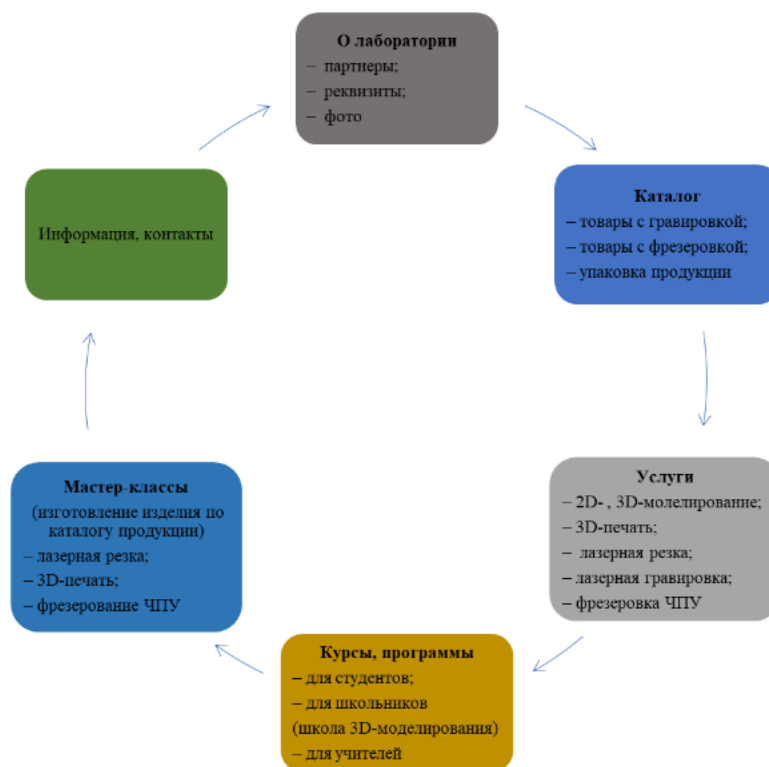 О лаборатории
– партнеры;
– реквизиты;
– фото
Каталог
– товары с гравировкой;
– товары с фрезеровкой;
– упаковка продукции
Услуги
– 2D- , 3D-молелирование;
– 3D-печать;
– лазерная резка;
– лазерная гравировка;
– фрезеровка ЧПУ
Курсы, программы
– для студентов;
– для школьников
(школа 3D-моделирования)
– для учителей
Мастер-классы
(изготовление изделия по
каталогу продукции)
– лазерная резка;
– 3D-печать;
– фрезерование ЧПУ
Информация, контакты